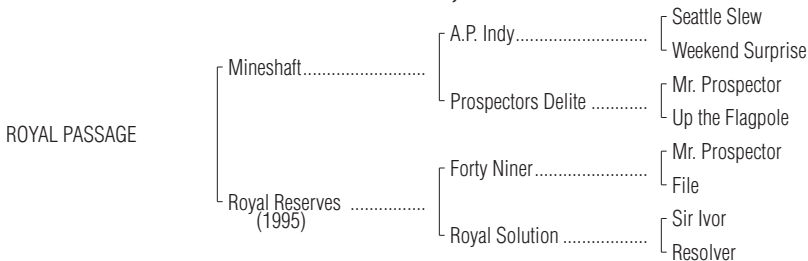 Seattle Slew
A.P. Indy............................
Weekend Surprise
Mineshaft..........................
Mr. Prospector
Prospectors Delite ............
Up the Flagpole
ROYAL PASSAGE
Mr. Prospector
Forty Niner........................
File
Royal Reserves ................
(1995)
Sir Ivor
Royal Solution ..................
Resolver